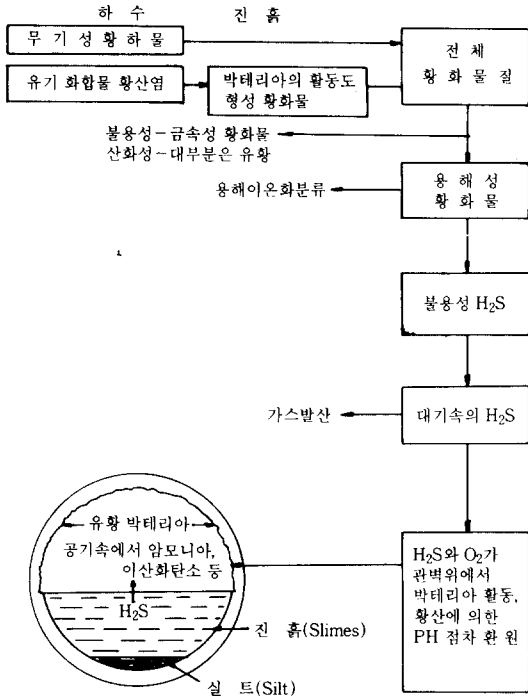 하 수 진 흙
무 기 성 황 하 물
전 체
황 화 물 질
유기 화합물 황산염
박테리아의 활동도
형성 황화물
불용성－금속성 황화물
산화성－대부분은 유황
용해이온화분류
용 해 성
황 화 물
불용성 H₂S
가스발산
대기속의 H₂S
유황 박테리아
공기속에서 암모니아,
이산화탄소 등
H₂S
H₂S와 O₂가
관벽위에서
박테리아 활동,
황산에 의한
PH 점차 환 원
진 흙(Slimes)
실 트(Silt)